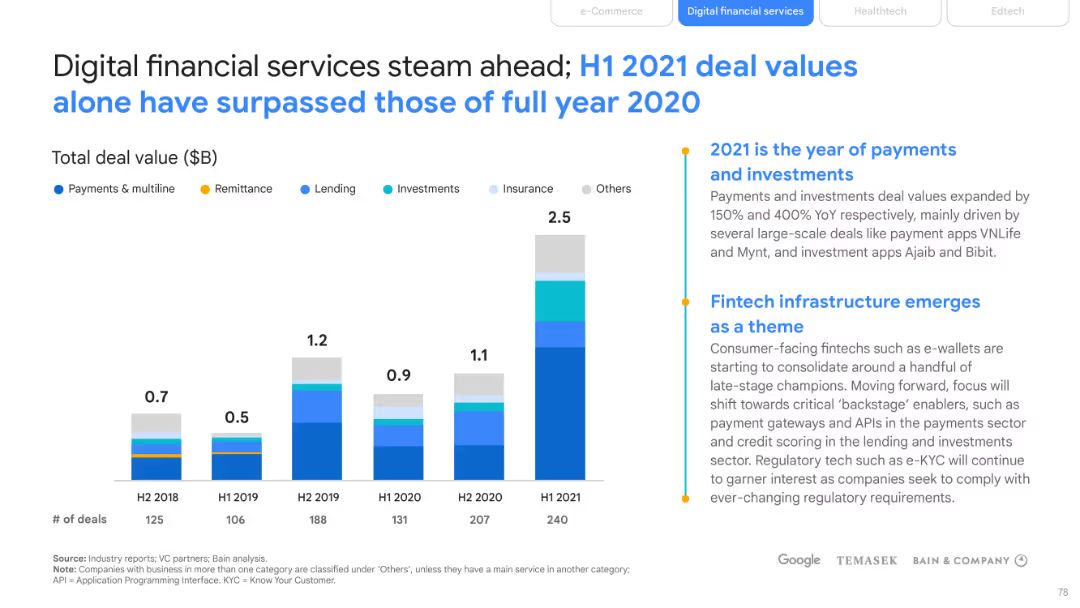 e-Commerce
Digital financial services
Healthtech
Edtech
Digital financial services steam ahead; H1 2021 deal values
alone have surpassed those of full year 2020
Total deal value ($B)
Payments & multiline
Remittance
Lending
Investments
Insurance
Others
0.7
0.5
1.2
0.9
1.1
2.5
H2 2018
H1 2019
H2 2019
H1 2020
H2 2020
H1 2021
# of deals
125
106
188
131
207
240
2021 is the year of payments
and investments
Payments and investments deal values expanded by
150% and 400% YoY respectively, mainly driven by
several large-scale deals like payment apps VNLife
and Mynt, and investment apps Ajaib and Bibit.
Fintech infrastructure emerges
as a theme
Consumer-facing fintechs such as e-wallets are
starting to consolidate around a handful of
late-stage champions. Moving forward, focus will
shift towards critical ‘backstage’ enablers, such as
payment gateways and APIs in the payments sector
and credit scoring in the lending and investments
sector. Regulatory tech such as e-KYC will continue
to garner interest as companies seek to comply with
ever-changing regulatory requirements.
Source: Industry reports; VC partners; Bain analysis.
Note: Companies with business in more than one category are classified under ‘Others’, unless they have a main service in another category;
API = Application Programming Interface. KYC = Know Your Customer.
Google
TEMASEK
BAIN & COMPANY
78